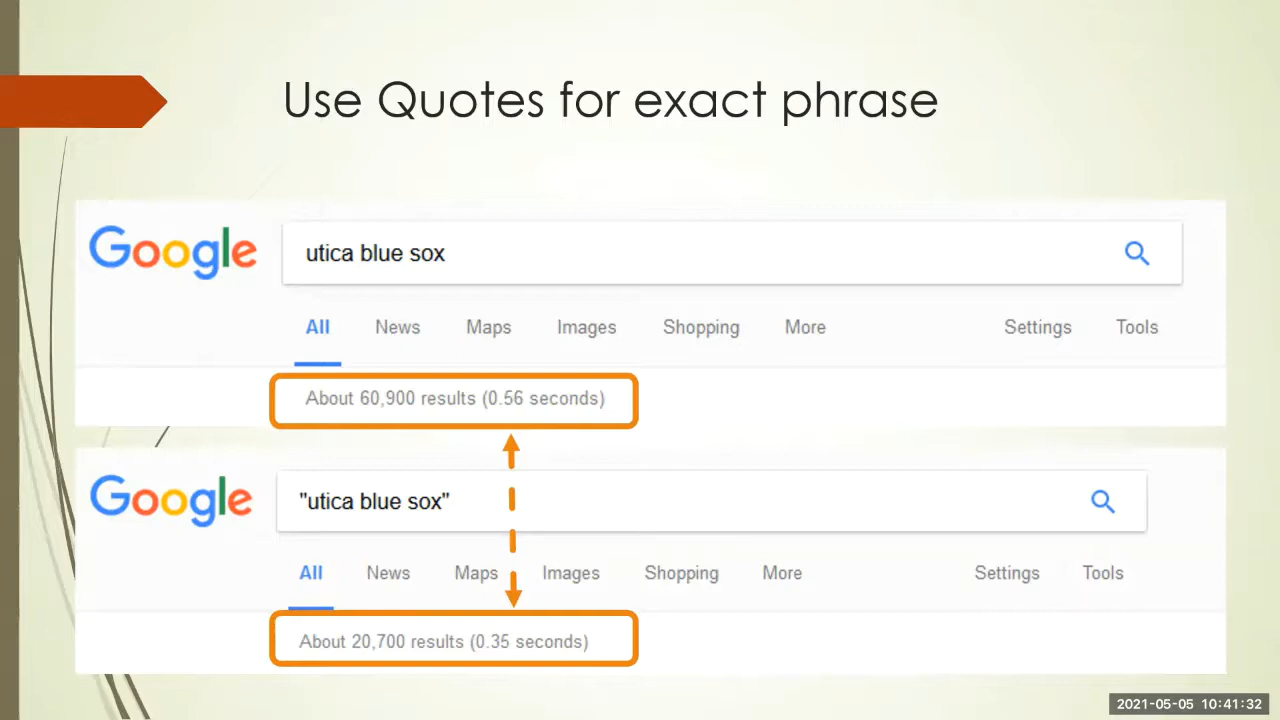 Use Quotes for exact phrase
Google utica blue sox
All News Maps Images Shopping More Settings Tools
About 60,900 results (0.56 seconds)
Google "utica blue sox"
All News Maps Images Shopping More Settings Tools
About 20,700 results (0.35 seconds)
2021-05-05 10:41:32